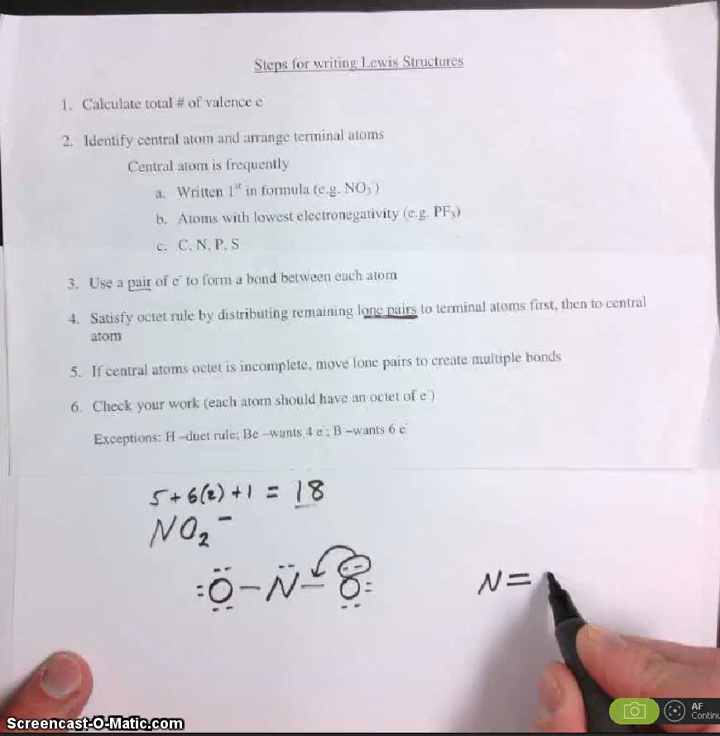 Steps for writing Lewis Structures
1. Calculate total # of valence e⁻
2. Identify central atom and arrange terminal atoms
Central atom is frequently
a. Written 1st in formula (e.g. NO₃⁻)
b. Atoms with lowest electronegativity (e.g. PF₅)
c. C, N, P, S
3. Use a pair of e⁻ to form a bond between each atom
4. Satisfy octet rule by distributing remaining lone pairs to terminal atoms first, then to central
atom
5. If central atoms octet is incomplete, move lone pairs to create multiple bonds
6. Check your work (each atom should have an octet of e⁻)
Exceptions: H –duet rule; Be –wants 4 e⁻; B –wants 6 e⁻
5+6(2)+1 = 18
NO₂⁻
:O-N-O: N=
AF
Continu
Screencast-O-Matic.com